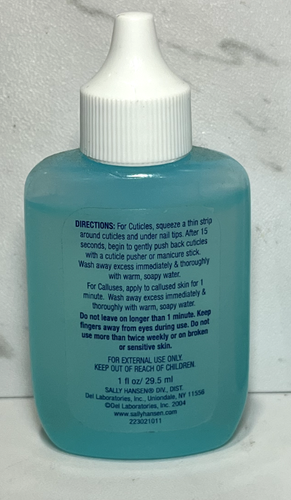 DIRECTIONS: For Cuticles, squeeze a thin strip
around cuticles and under nail tips. After 15
seconds, begin to gently push back cuticles
with a cuticle pusher or manicure stick.
Wash away excess immediately & thoroughly
with warm, soapy water.
For Calluses, apply to callused skin for 1
minute. Wash away excess immediately &
thoroughly with warm, soapy water.
Do not leave on longer than 1 minute. Keep
fingers away from eyes during use. Do not
use more than twice weekly or on broken
or sensitive skin.
FOR EXTERNAL USE ONLY.
KEEP OUT OF REACH OF CHILDREN.
1 fl oz/ 29.5 ml
SALLY HANSEN® DIV., DIST.
Del Laboratories, Inc., Uniondale, NY 11556
©Del Laboratories, Inc. 2004
www.sallyhansen.com
223021011